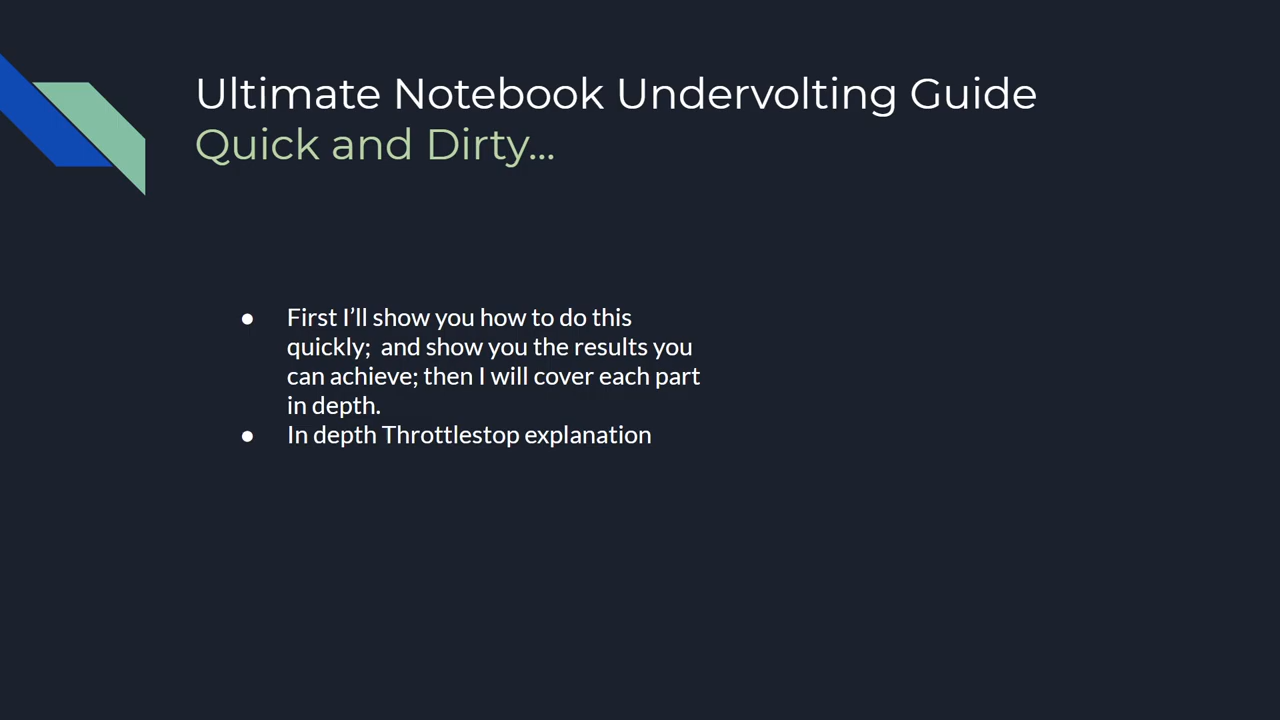 Ultimate Notebook Undervolting Guide
Quick and Dirty...
● First I’ll show you how to do this
quickly;  and show you the results you
can achieve; then I will cover each part
in depth.
● In depth Throttlestop explanation